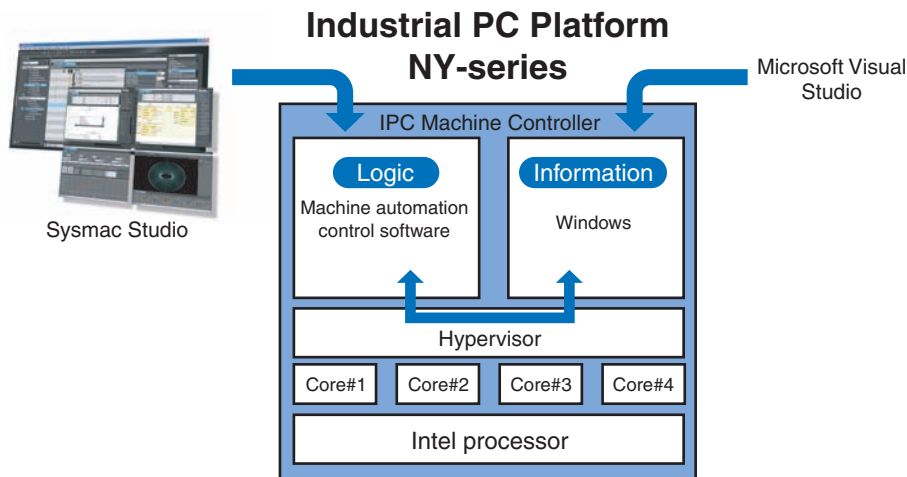 Industrial PC Platform
NY-series
Microsoft Visual
Studio
IPC Machine Controller
Logic
Machine automation
control software
Information
Windows
Sysmac Studio
Hypervisor
Core#1
Core#2
Core#3
Core#4
Intel processor